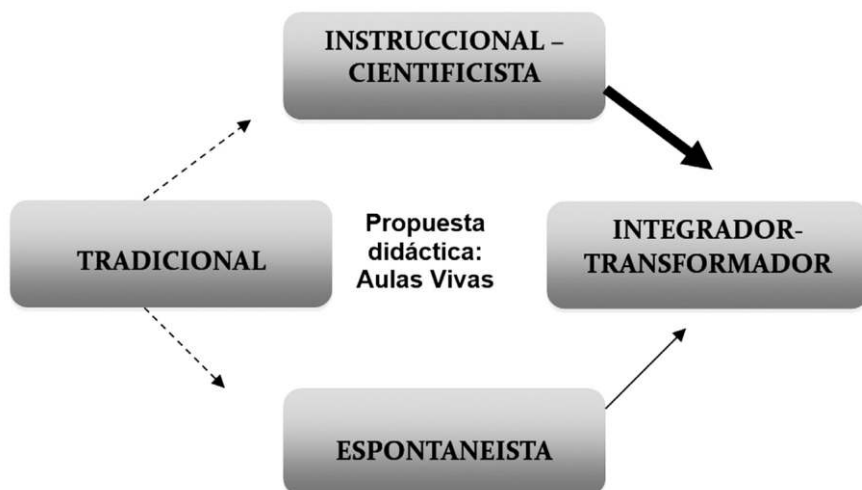 INSTRUCCIONAL –
CIENTIFICISTA
TRADICIONAL
Propuesta
didáctica:
Aulas Vivas
INTEGRADOR-
TRANSFORMADOR
ESPONTANEISTA